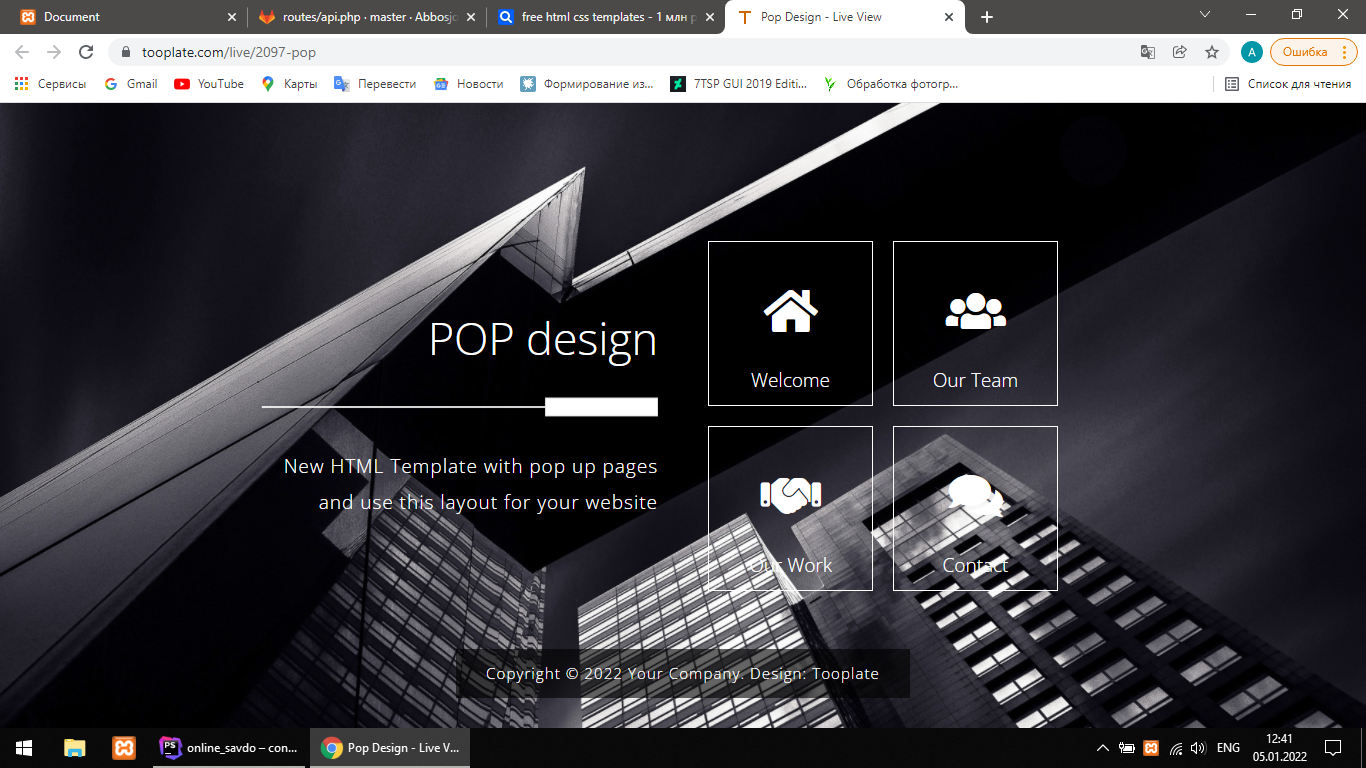 Document
routes/api.php · master · Abbosjo
free html css templates - 1 млн р
Pop Design - Live View
tooplate.com/live/2097-pop
A
Ошибка
Сервисы
Gmail
YouTube
Карты
Перевести
Новости
Формирование из...
7TSP GUI 2019 Editi...
Обработка фотогр...
Список для чтения
POP design
New HTML Template with pop up pages
and use this layout for your website
Welcome
Our Team
Our Work
Contact
Copyright © 2022 Your Company. Design: Tooplate
PS
online_savdo – con...
Pop Design - Live V...
ENG
12:41
05.01.2022